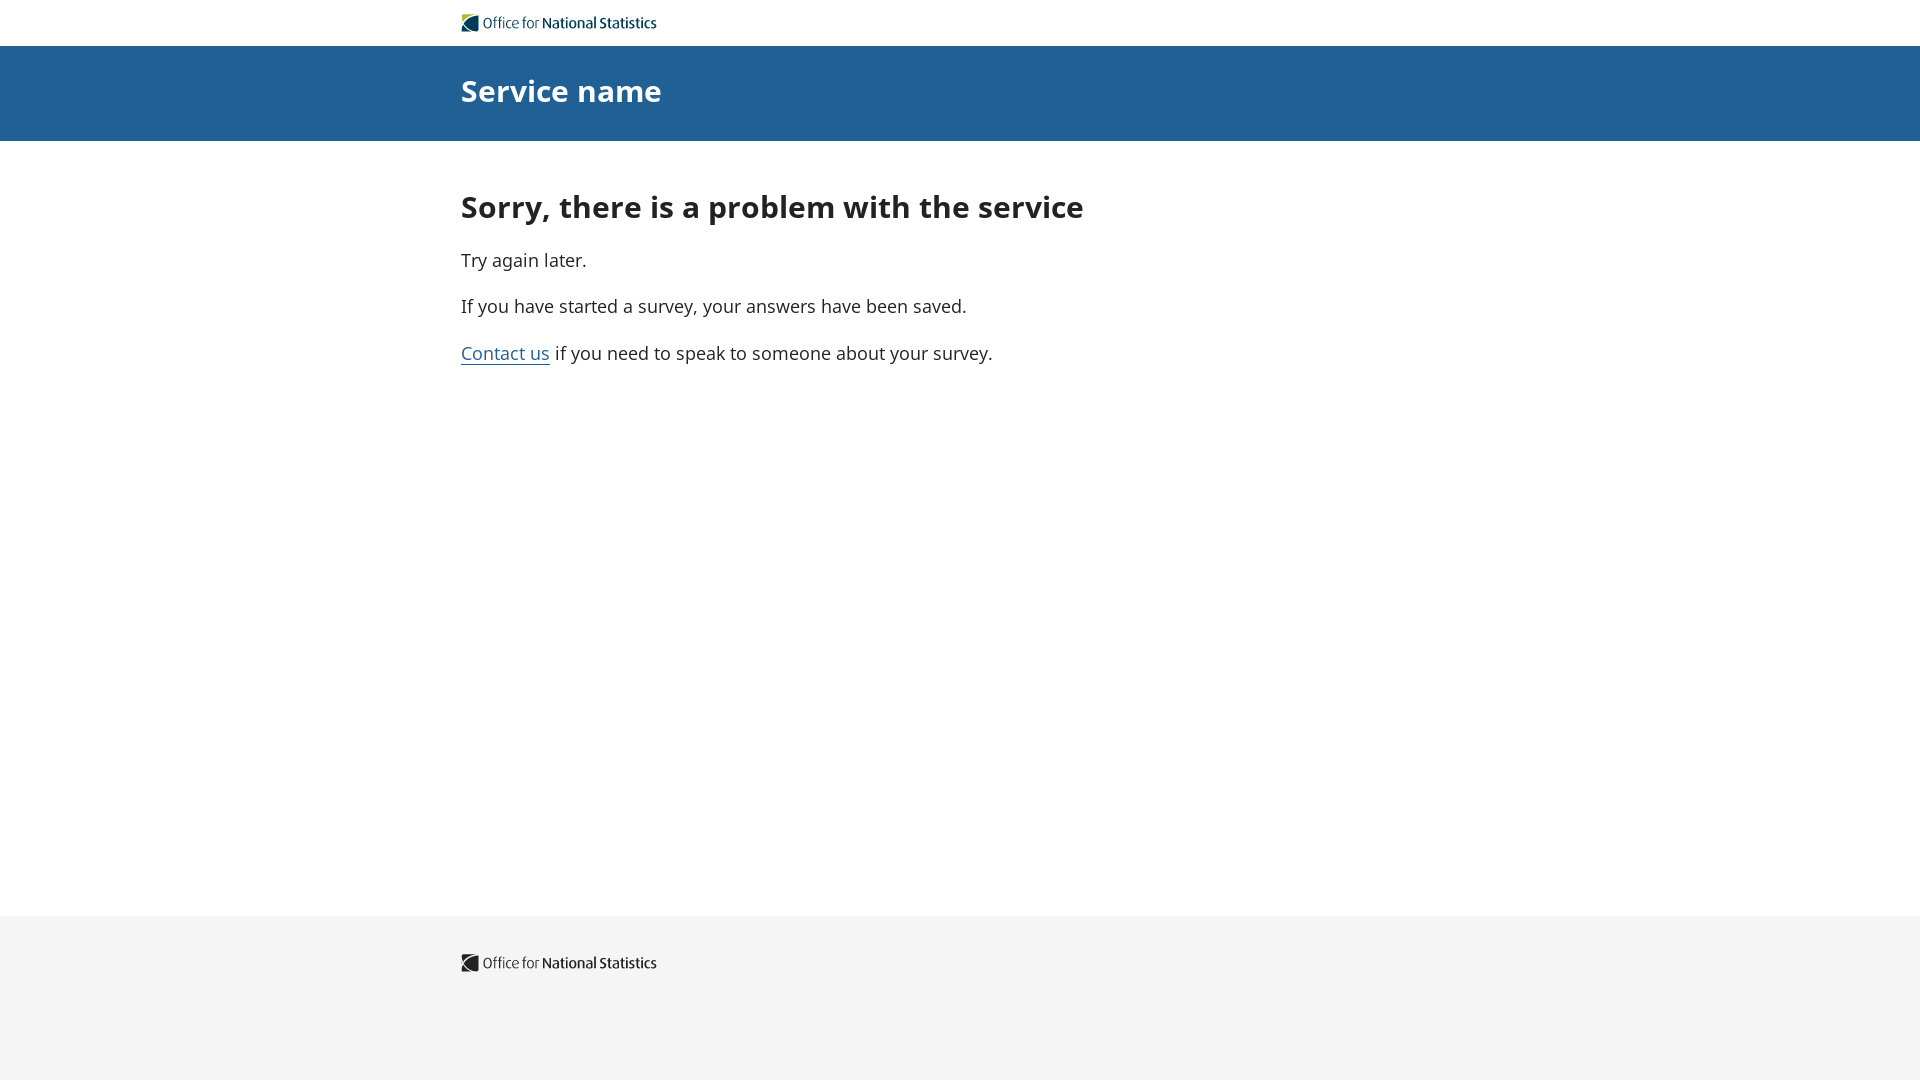 Office for National Statistics
Service name
Sorry, there is a problem with the service
Try again later.
If you have started a survey, your answers have been saved.
Contact us if you need to speak to someone about your survey.
Office for National Statistics